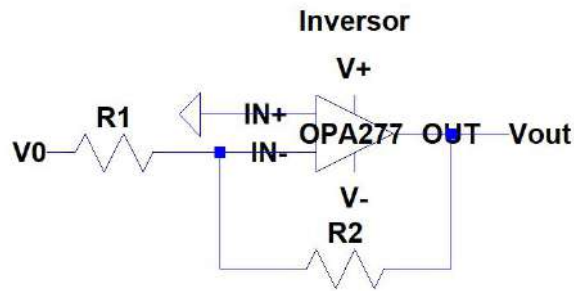 Inversor
V+
R1
IN+
OPA277 OUT Vout
V0
IN-
V-
R2